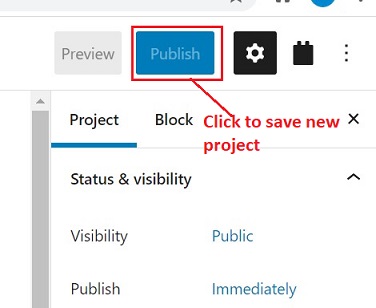 Preview Publish
Project Block
Click to save new
project
Status & visibility
Visibility Public
Publish Immediately